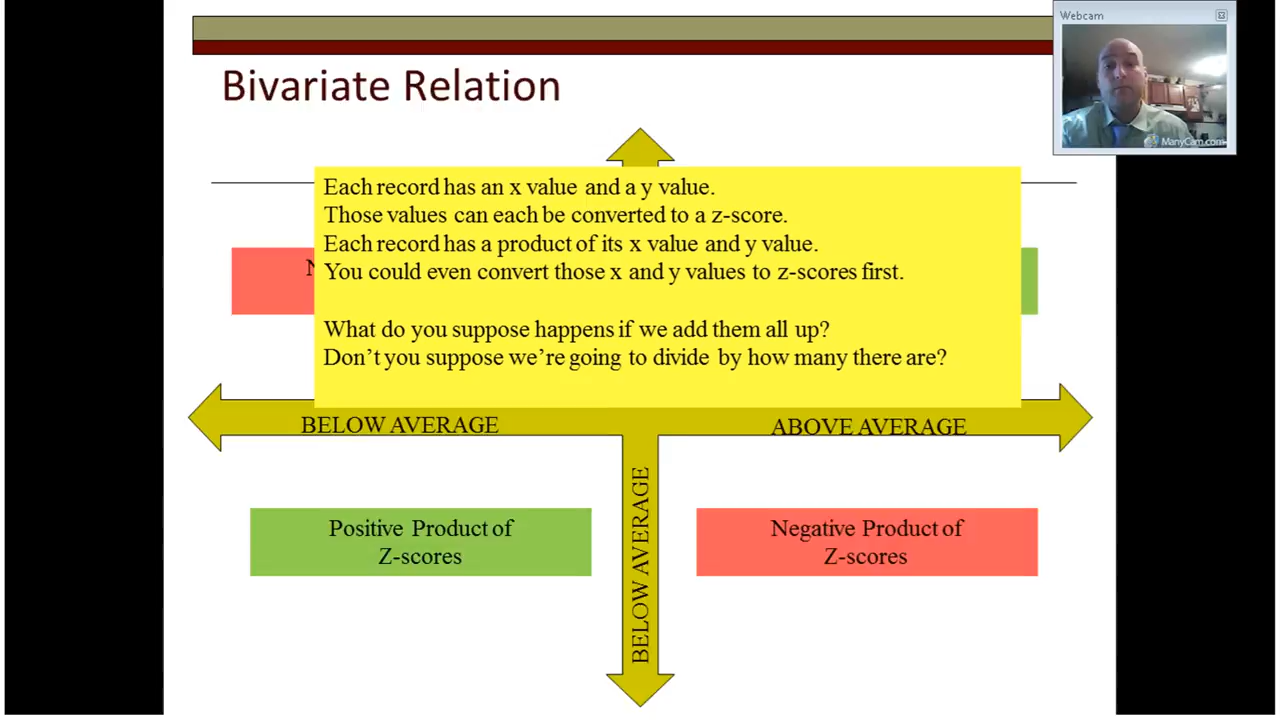 Webcam
Bivariate Relation
Each record has an x value and a y value.
Those values can each be converted to a z-score.
Each record has a product of its x value and y value.
N
You could even convert those x and y values to z-scores first.
What do you suppose happens if we add them all up?
Don't you suppose we're going to divide by how many there are?
BELOW AVERAGE
ABOVE AVERAGE
BELOW AVERAGE
Positive Product of
Z-scores
Negative Product of
Z-scores
ManyCam.com